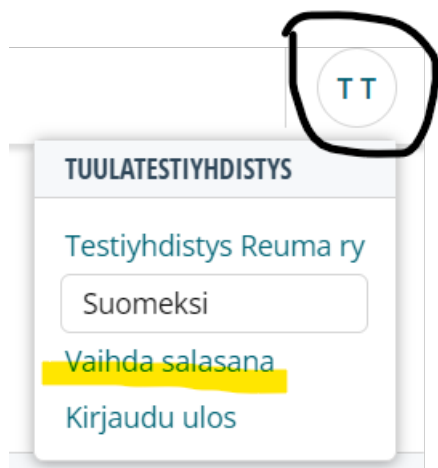 T T
TUULATESTIYHDISTYS
Testiyhdistys Reuma ry
Suomeksi
Vaihda salasana
Kirjaudu ulos